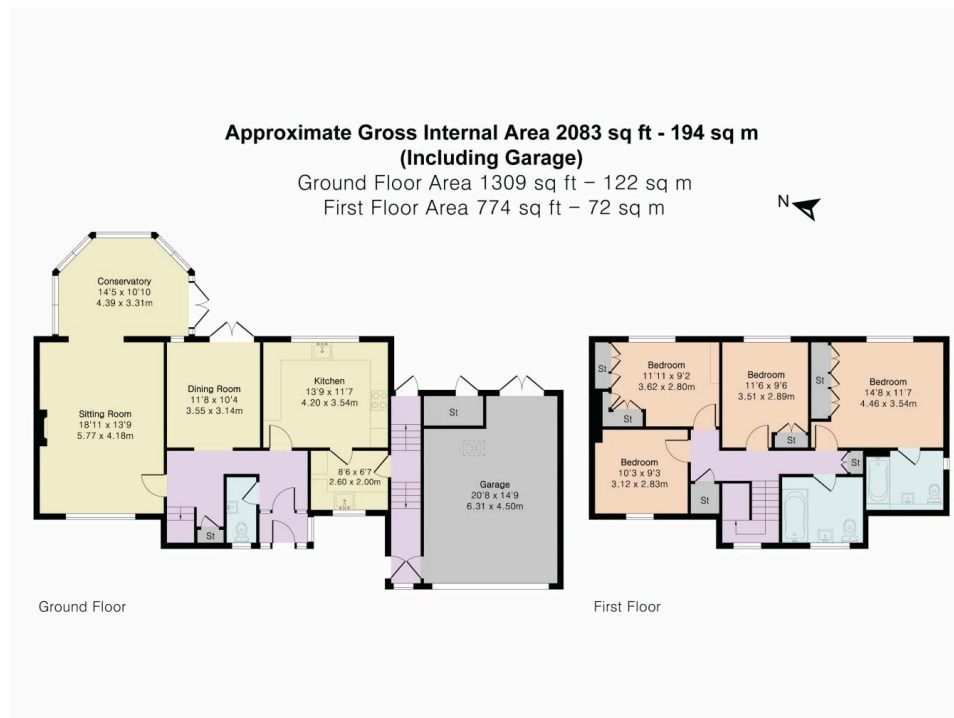 Approximate Gross Internal Area 2083 sq ft - 194 sq m
(Including Garage)
Ground Floor Area 1309 sq ft – 122 sq m
First Floor Area 774 sq ft – 72 sq m
N
Conservatory
14'5 x 10'10
4.39 x 3.31m
Sitting Room
18'11 x 13'9
5.77 x 4.18m
Dining Room
11'8 x 10'4
3.55 x 3.14m
Kitchen
13'9 x 11'7
4.20 x 3.54m
8'6 x 6'7
2.60 x 2.00m
St
St
Garage
20'8 x 14'9
6.31 x 4.50m
Ground Floor
St
Bedroom
11'11 x 9'2
3.62 x 2.80m
St
Bedroom
11'6 x 9'6
3.51 x 2.89m
St
St
Bedroom
14'8 x 11'7
4.46 x 3.54m
Bedroom
10'3 x 9'3
3.12 x 2.83m
St
St
First Floor